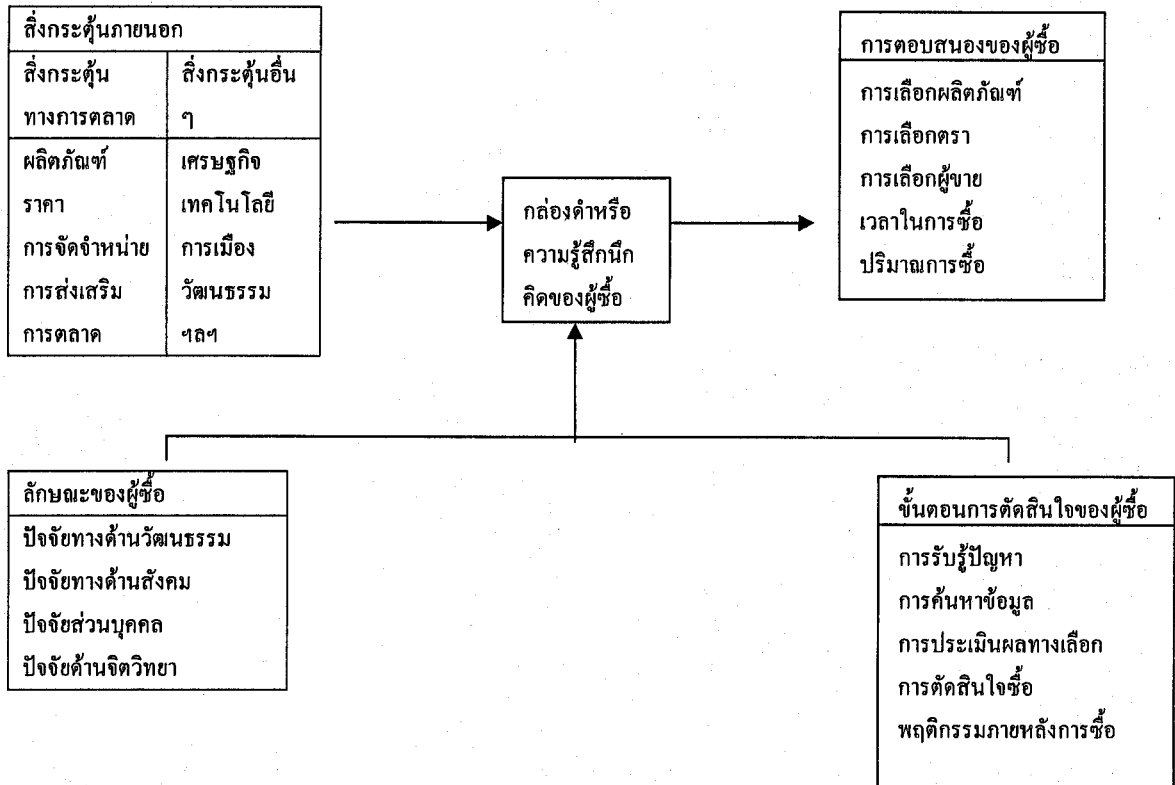 สิ่งกระตุ้นภายนอก
สิ่งกระตุ้น
ทางการตลาด
สิ่งกระตุ้นอื่น
ๆ
ผลิตภัณฑ์
ราคา
การจัดจำหน่าย
การส่งเสริม
การตลาด
เศรษฐกิจ
เทคโนโลยี
การเมือง
วัฒนธรรม
ฯลฯ
กล่องดำหรือ
ความรู้สึกนึก
คิดของผู้ซื้อ
การตอบสนองของผู้ซื้อ
การเลือกผลิตภัณฑ์
การเลือกตรา
การเลือกผู้ขาย
เวลาในการซื้อ
ปริมาณการซื้อ
ลักษณะของผู้ซื้อ
ปัจจัยทางด้านวัฒนธรรม
ปัจจัยทางด้านสังคม
ปัจจัยส่วนบุคคล
ปัจจัยด้านจิตวิทยา
ขั้นตอนการตัดสินใจของผู้ซื้อ
การรับรู้ปัญหา
การค้นหาข้อมูล
การประเมินผลทางเลือก
การตัดสินใจซื้อ
พฤติกรรมภายหลังการซื้อ